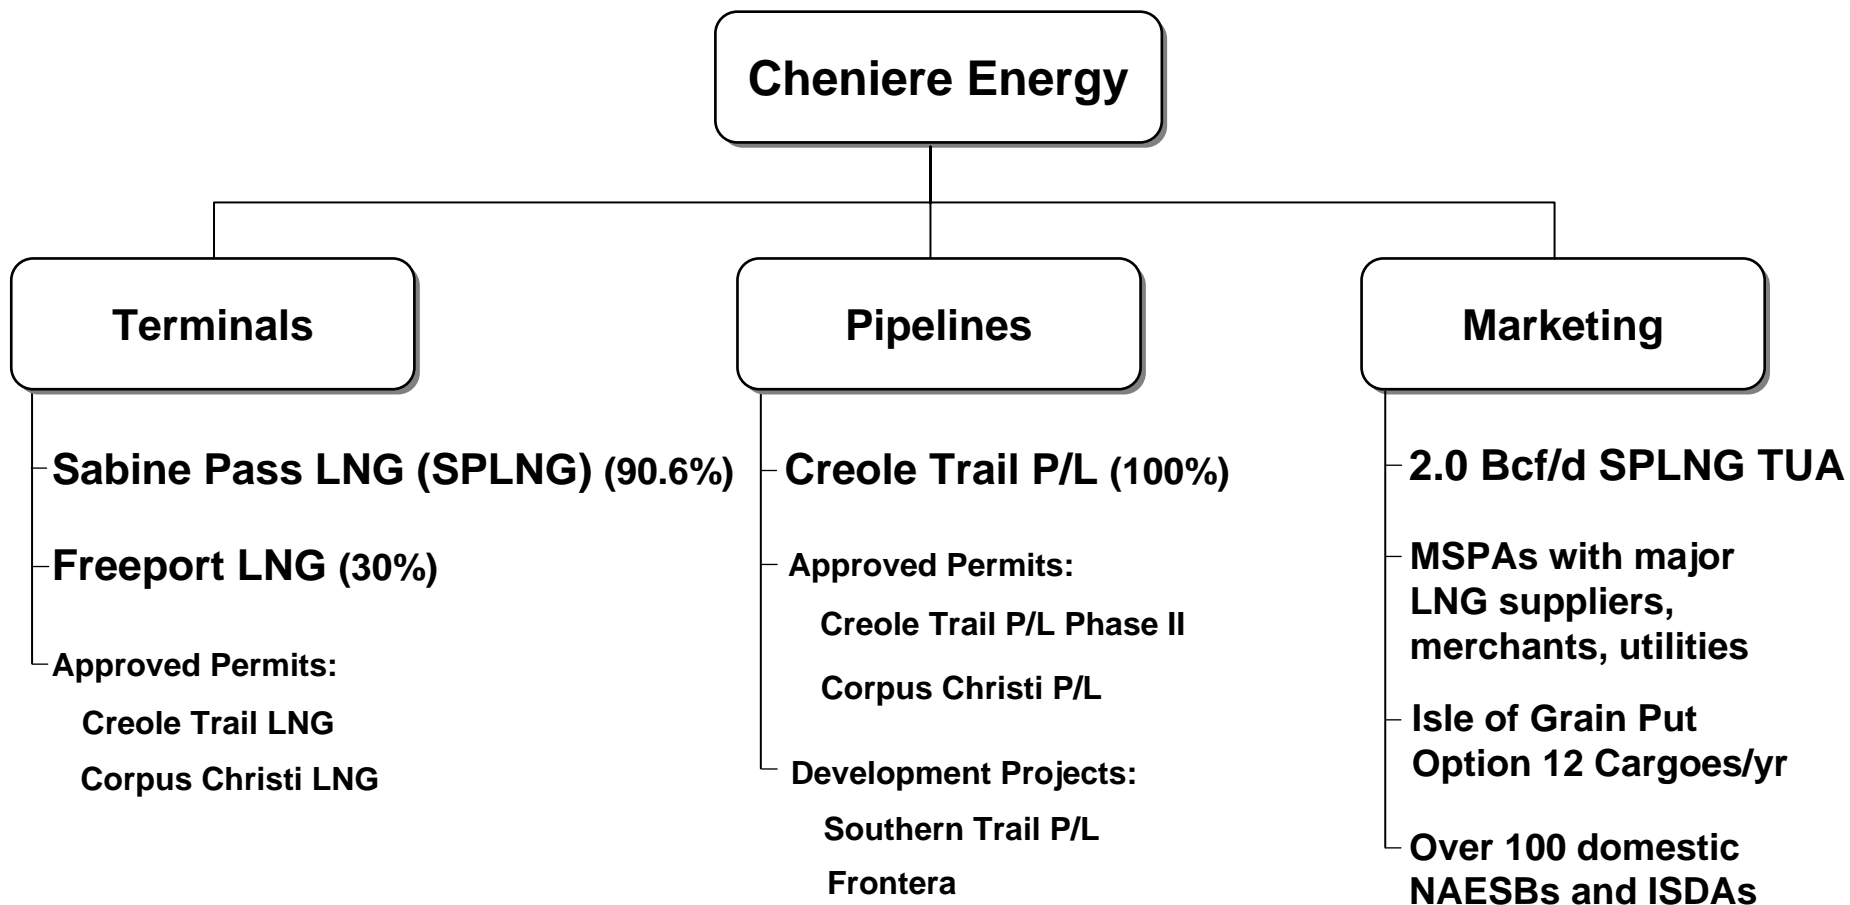 Cheniere Energy
Terminals
Sabine Pass LNG (SPLNG) (90.6%)
Freeport LNG (30%)
Approved Permits:
Creole Trail LNG
Corpus Christi LNG
Pipelines
Creole Trail P/L (100%)
Approved Permits:
Creole Trail P/L Phase II
Corpus Christi P/L
Development Projects:
Southern Trail P/L
Frontera
Marketing
2.0 Bcf/d SPLNG TUA
MSPAs with major
LNG suppliers,
merchants, utilities
Isle of Grain Put
Option 12 Cargoes/yr
Over 100 domestic
NAESBs and ISDAs